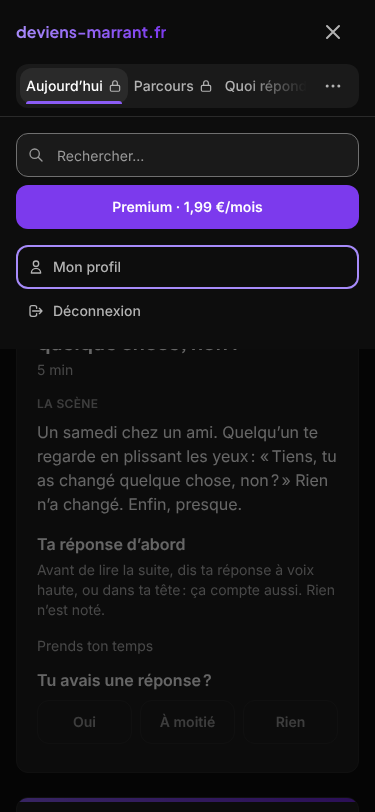 deviens-marrant.fr
Aujourd’hui Parcours Quoi répond
Rechercher...
Premium · 1,99 €/mois
Mon profil
Déconnexion
quelque chose, non ?
5 min
LA SCÈNE
Un samedi chez un ami. Quelqu’un te
regarde en plissant les yeux : « Tiens, tu
as changé quelque chose, non ? » Rien
n’a changé. Enfin, presque.
Ta réponse d’abord
Avant de lire la suite, dis ta réponse à voix
haute, ou dans ta tête : ça compte aussi. Rien
n’est noté.
Prends ton temps
Tu avais une réponse ?
Oui À moitié Rien